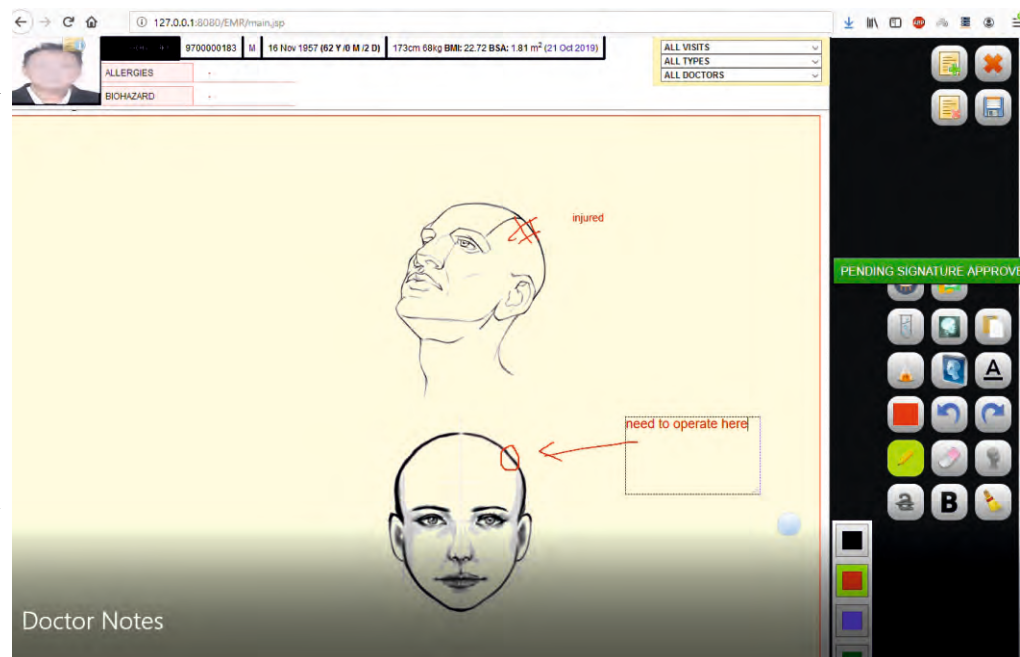 127.0.0.1:8080/EMR/main.jsp
9700000183 M 16 Nov 1957 (62 Y /0 M /2 D) 173cm 68kg BMI: 22.72 BSA: 1.81 m² (21 Oct 2019)
ALLERGIES
BIOHAZARD
ALL VISITS
ALL TYPES
ALL DOCTORS
injured
PENDING SIGNATURE APPROVE
need to operate here
A
a
B
ABP
Doctor Notes